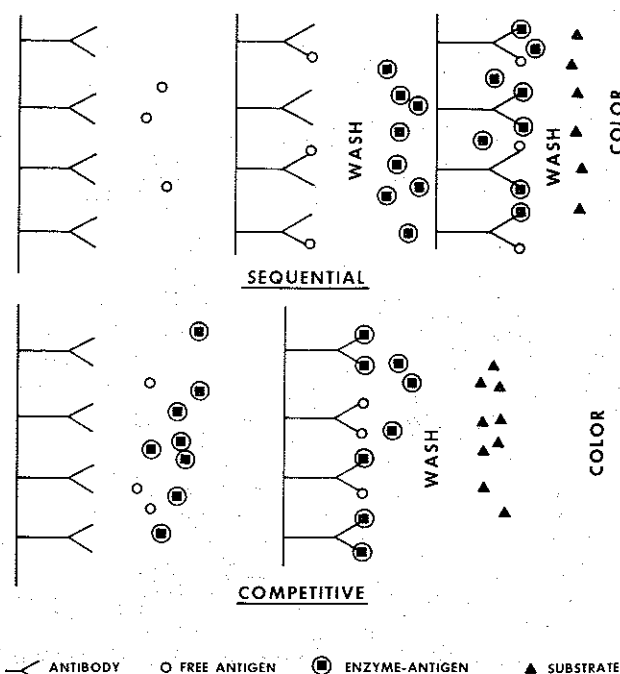 WASH
WASH
COLOR
SEQUENTIAL
WASH
COLOR
COMPETITIVE
ANTIBODY FREE ANTIGEN ENZYME-ANTIGEN SUBSTRATE